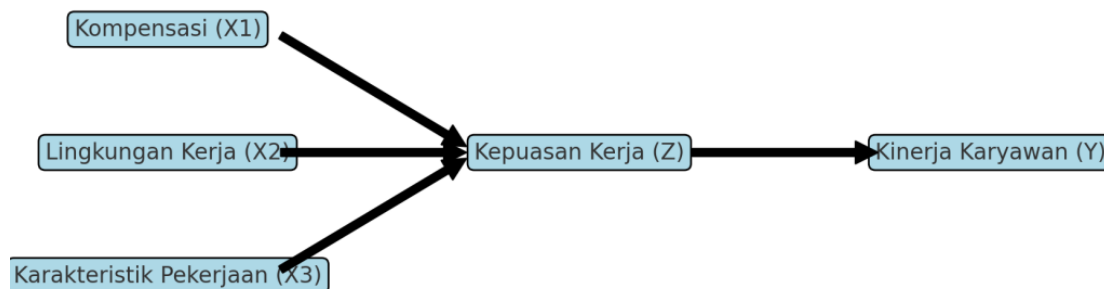 Kompensasi (X1)
Lingkungan Kerja (X2)
Kepuasan Kerja (Z)
Kinerja Karyawan (Y)
Karakteristik Pekerjaan (X3)